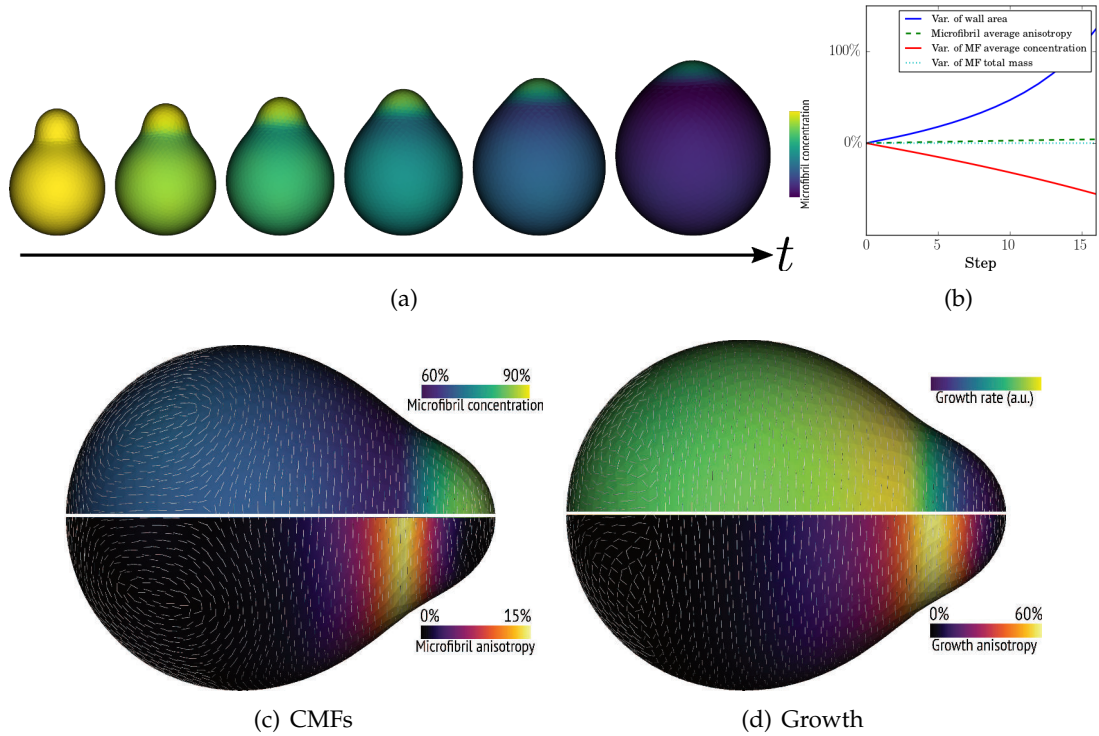 Microfibril concentration
t
(a)
Var. of wall area
Microfibril average anisotropy
Var. of MF average concentration
Var. of MF total mass
100%
0%
0
5
10
15
Step
(b)
60%
90%
Microfibril concentration
0%
15%
Microfibril anisotropy
(c) CMFs
Growth rate (a.u.)
0%
60%
Growth anisotropy
(d) Growth